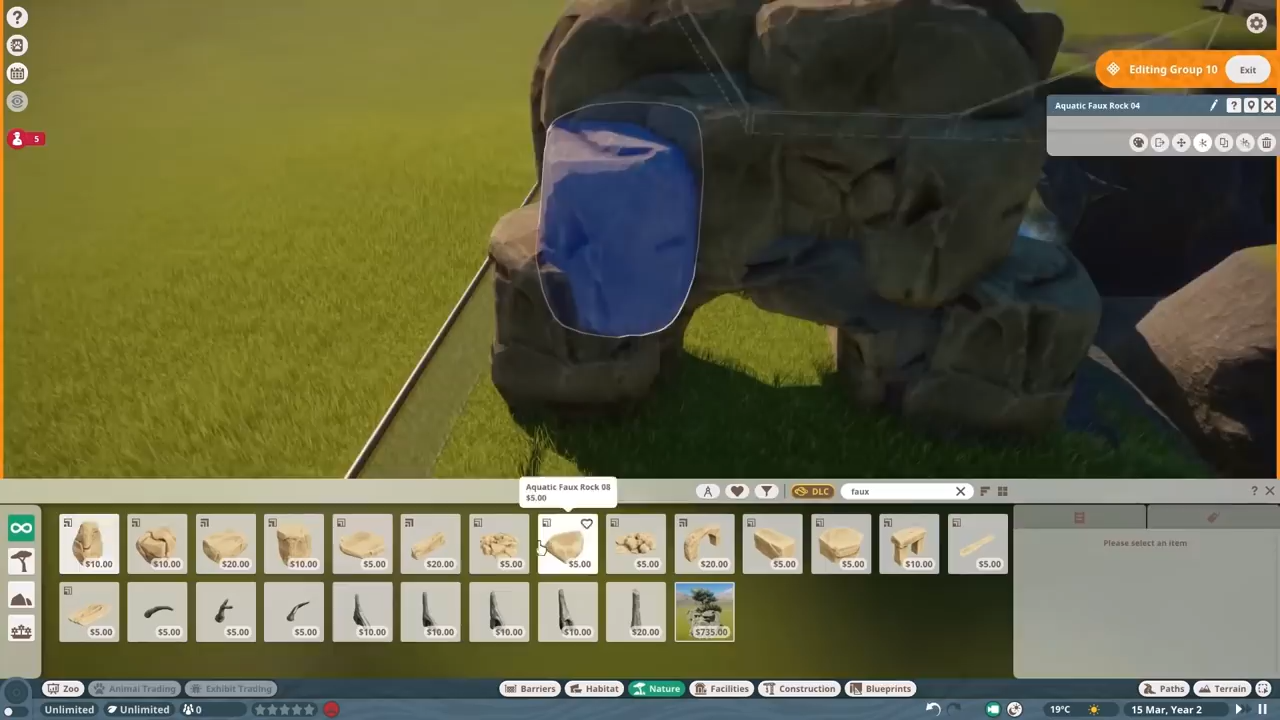 ?
Editing Group 10 Exit
Aquatic Faux Rock 04 ?
5
Aquatic Faux Rock 08
$5.00
DLC faux ?
$10.00 $10.00 $20.00 $10.00 $5.00 $20.00 $5.00 $5.00 $5.00 $20.00 $5.00 $5.00 $10.00 $5.00
Please select an item
$5.00 $5.00 $5.00 $5.00 $10.00 $10.00 $10.00 $10.00 $20.00 $735.00
Zoo Animal Trading Exhibit Trading Barriers Habitat Nature Facilities Construction Blueprints Paths Terrain
Unlimited Unlimited 0 19°C 15 Mar, Year 2